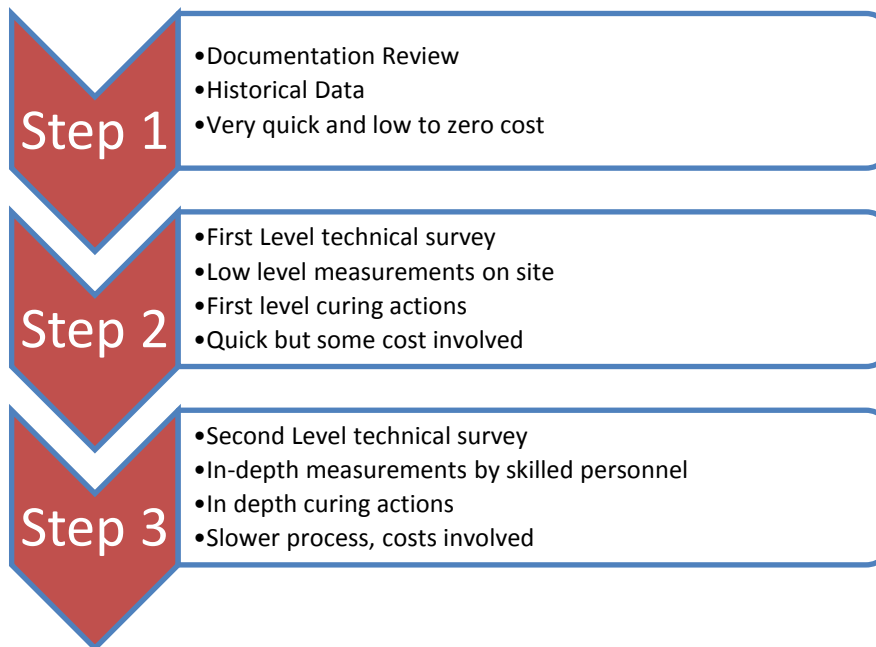 Step 1
•Documentation Review
•Historical Data
•Very quick and low to zero cost
Step 2
•First Level technical survey
•Low level measurements on site
•First level curing actions
•Quick but some cost involved
Step 3
•Second Level technical survey
•In-depth measurements by skilled personnel
•In depth curing actions
•Slower process, costs involved